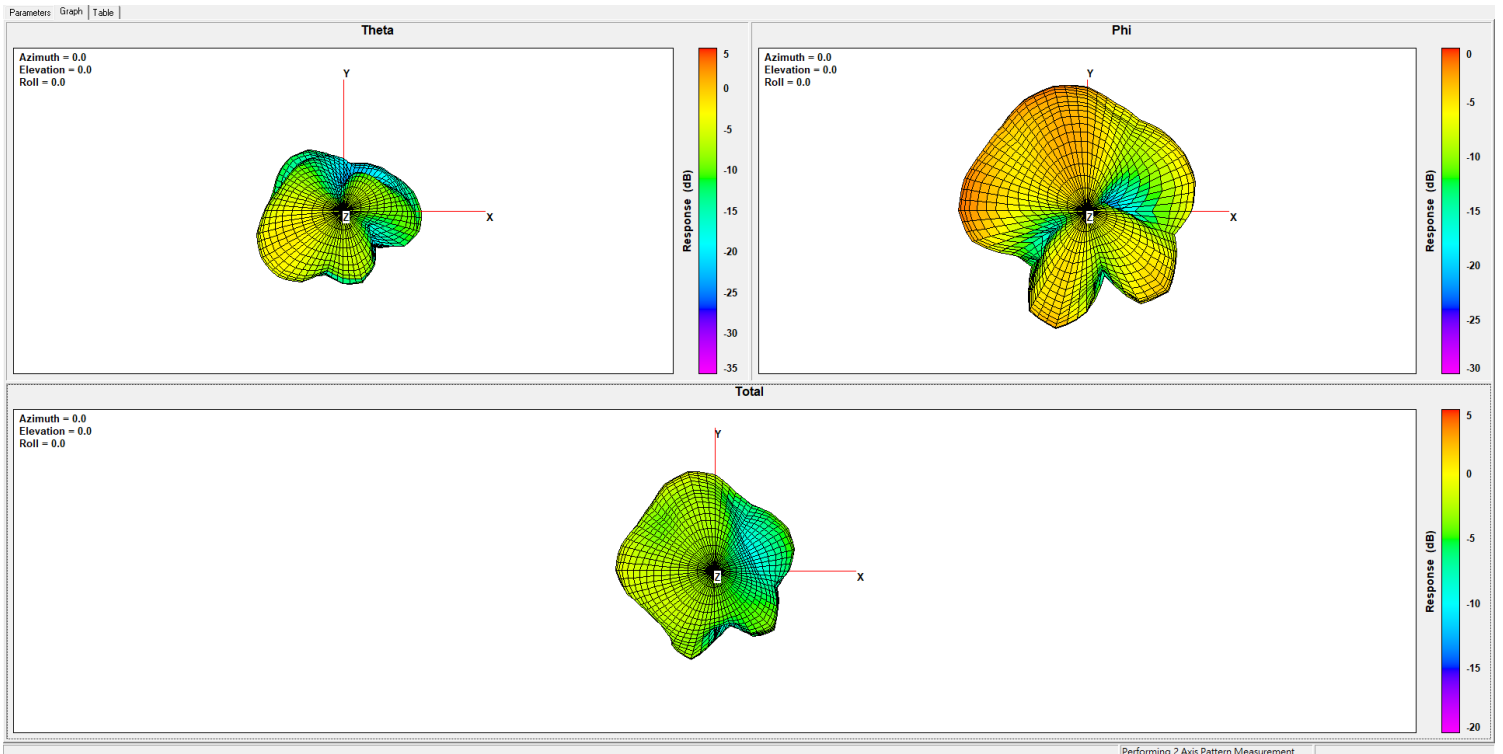 Parameters Graph Table
Theta
Azimuth = 0.0
Elevation = 0.0
Roll = 0.0
Y
X
Z
5
0
-5
-10
-15
-20
-25
-30
-35
Response (dB)
Phi
Azimuth = 0.0
Elevation = 0.0
Roll = 0.0
Y
X
Z
0
-5
-10
-15
-20
-25
-30
Response (dB)
Total
Azimuth = 0.0
Elevation = 0.0
Roll = 0.0
Y
X
Z
5
0
-5
-10
-15
-20
Response (dB)
Performing 2 Axis Pattern Measurement